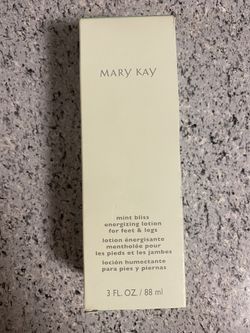 MARY KAY
mint bliss
energizing lotion
for feet & legs
lotion énergisante
mentholée pour
les pieds et les jambes
loción humectante
para pies y piernas
3 FL. OZ. / 88 ml